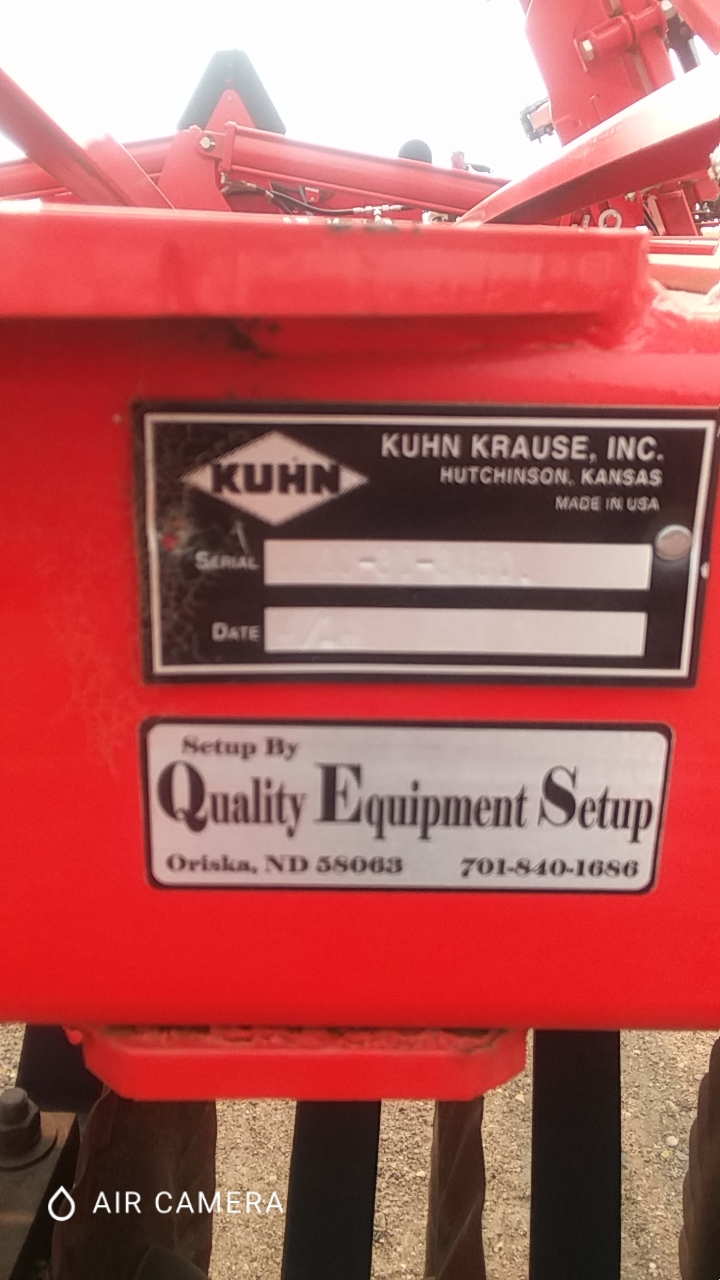 KUHN
KUHN KRAUSE, INC.
HUTCHINSON, KANSAS
MADE IN USA
SERIAL
DATE
Setup By
Quality Equipment Setup
Oriska, ND 58063 701-840-1686
AIR CAMERA